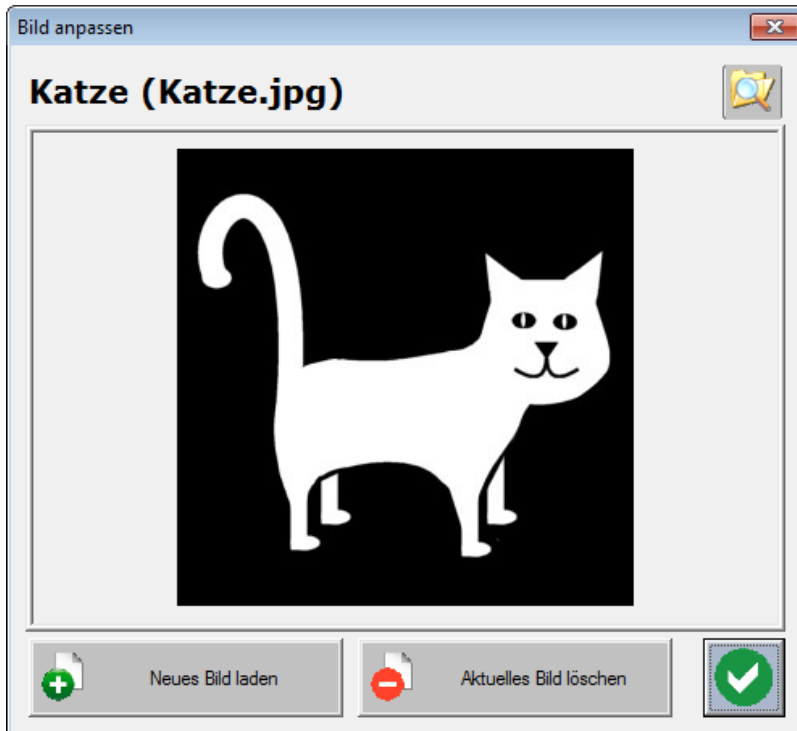 Bild anpassen
Katze (Katze.jpg)
Neues Bild laden
Aktuelles Bild löschen